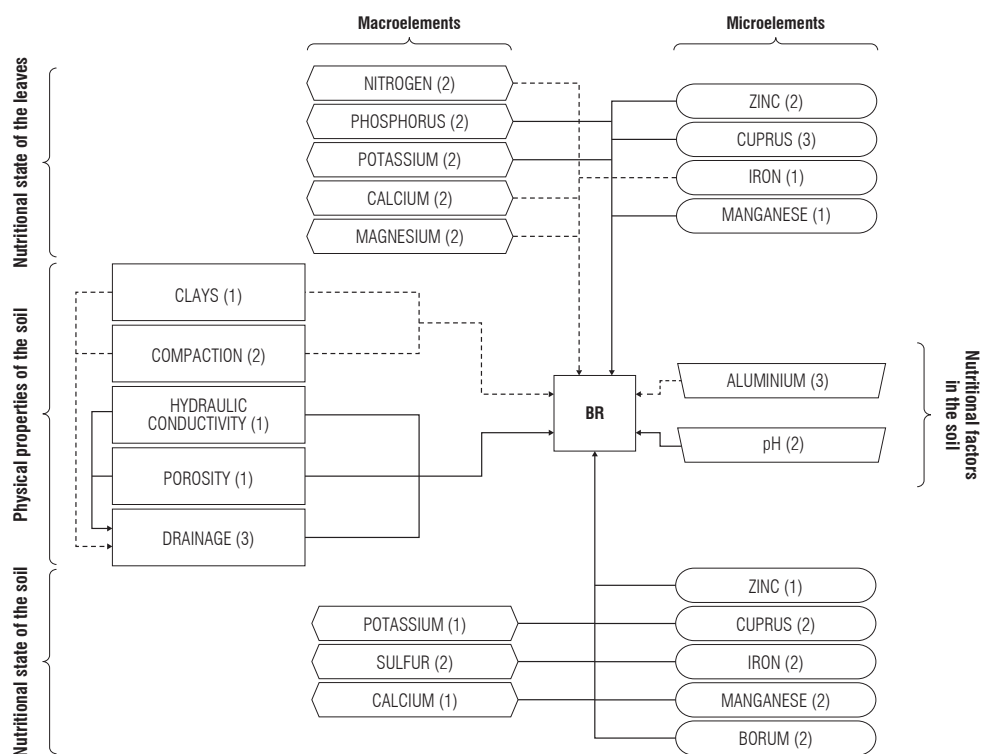 Macroelements
Microelements
Nutritional state of the leaves
NITROGEN (2)
PHOSPHORUS (2)
POTASSIUM (2)
CALCIUM (2)
MAGNESIUM (2)
ZINC (2)
CUPRUS (3)
IRON (1)
MANGANESE (1)
Physical properties of the soil
CLAYS (1)
COMPACTION (2)
HYDRAULIC
CONDUCTIVITY (1)
POROSITY (1)
DRAINAGE (3)
BR
ALUMINIUM (3)
pH (2)
Nutritional factors
in the soil
Nutritional state of the soil
POTASSIUM (1)
SULFUR (2)
CALCIUM (1)
ZINC (1)
CUPRUS (2)
IRON (2)
MANGANESE (2)
BORUM (2)